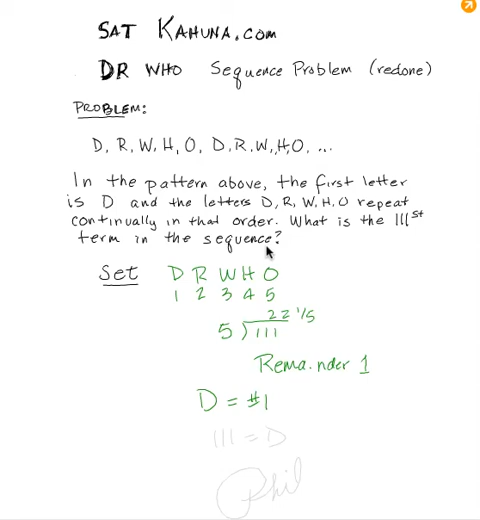 SAT KAHUNA.COM
DR WHO Sequence Problem (redone)
PROBLEM:
D, R, W, H, O, D, R, W, H, O, ...
In the pattern above, the first letter
is D and the letters D, R, W, H, O repeat
continually in that order. What is the 111st
term in the sequence?
Set D R W H O
1 2 3 4 5
22 1/5
5)111
Remainder 1
D = #1
111 = D
Phil